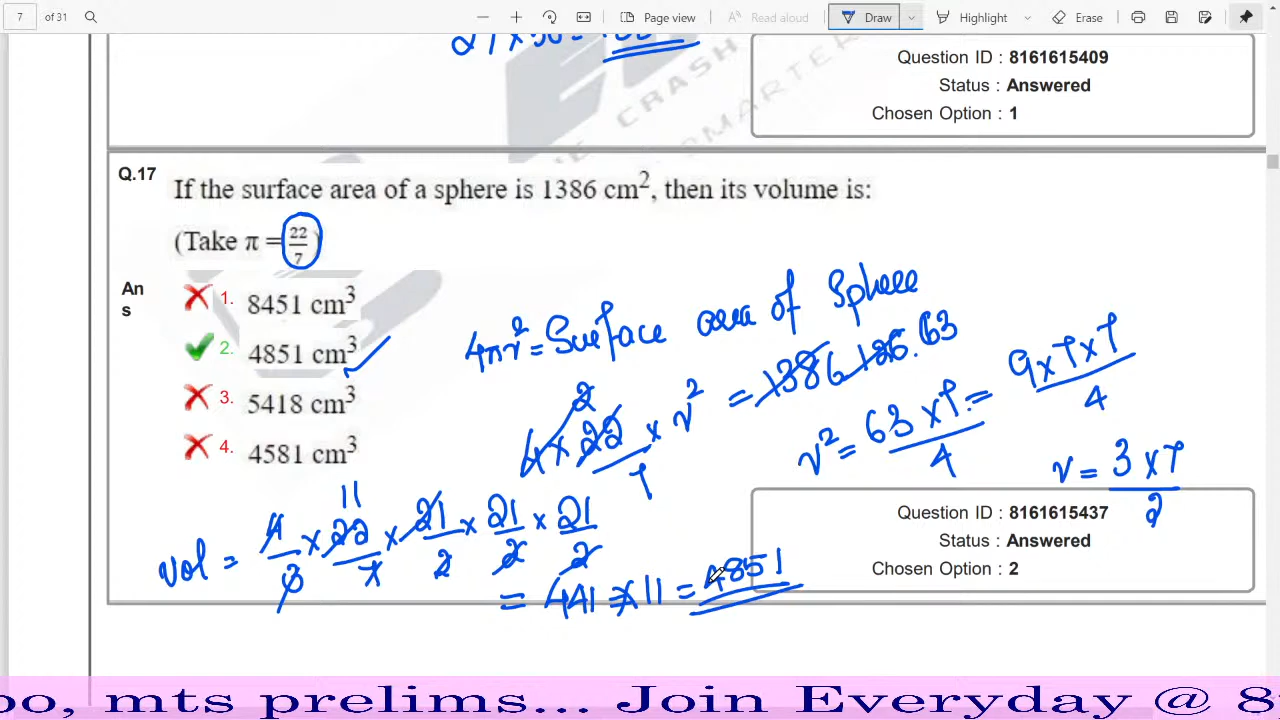 7 of 31 Page view Read aloud Draw Highlight Erase
Question ID : 8161615409
Status : Answered
Chosen Option : 1
Q.17
If the surface area of a sphere is 1386 cm², then its volume is:
(Take π = 22/7)
Ans
1. 8451 cm³
2. 4851 cm³
3. 5418 cm³
4. 4581 cm³
4πr² = Surface area of Sphere
4 × 22/7 × r² = 1386 126 63
2
r² = 63 × 7/4 = 9 × 7 × 7/4
r = 3 × 7/2
11
Vol = 4/3 × 22/7 × 21/2 × 21/2 × 21/2
= 441 × 11 = 4851
Question ID : 8161615437
Status : Answered
Chosen Option : 2
po, mts prelims... Join Everyday @ 8